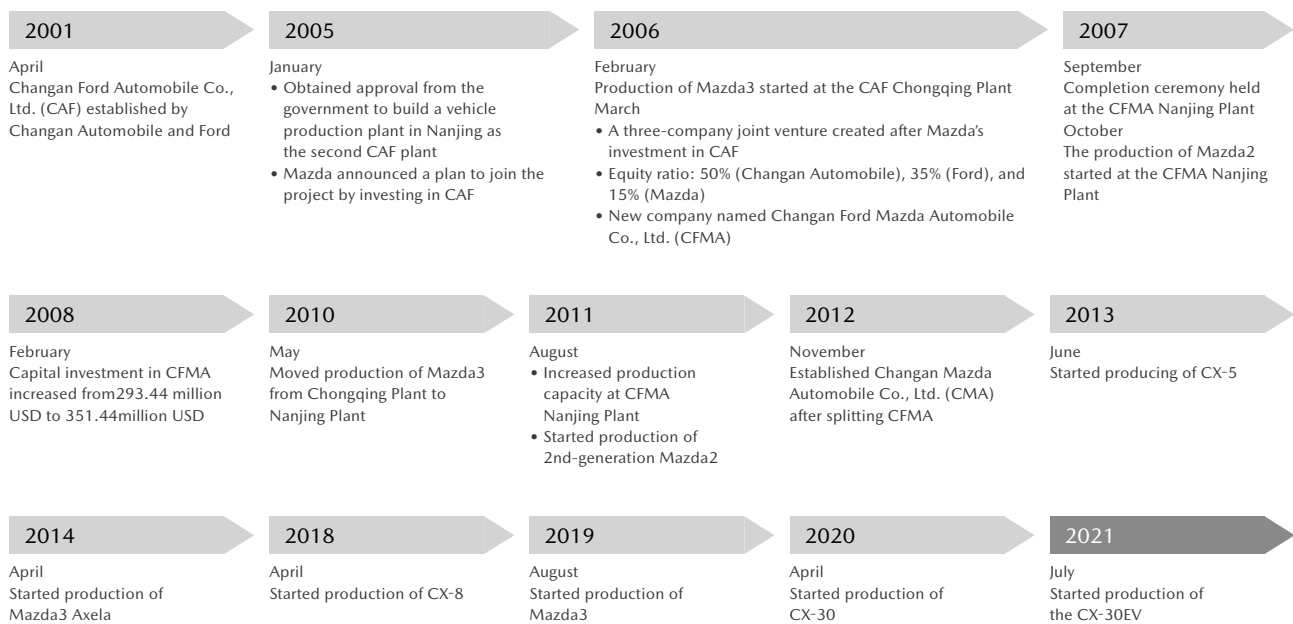 2001
April
Changan Ford Automobile Co.,
Ltd. (CAF) established by
Changan Automobile and Ford
2005
January
• Obtained approval from the
government to build a vehicle
production plant in Nanjing as
the second CAF plant
• Mazda announced a plan to join the
project by investing in CAF
2006
February
Production of Mazda3 started at the CAF Chongqing Plant
March
• A three-company joint venture created after Mazda’s
investment in CAF
• Equity ratio: 50% (Changan Automobile), 35% (Ford), and
15% (Mazda)
• New company named Changan Ford Mazda Automobile
Co., Ltd. (CFMA)
2007
September
Completion ceremony held
at the CFMA Nanjing Plant
October
The production of Mazda2
started at the CFMA Nanjing
Plant
2008
February
Capital investment in CFMA
increased from293.44 million
USD to 351.44million USD
2010
May
Moved production of Mazda3
from Chongqing Plant to
Nanjing Plant
2011
August
• Increased production
capacity at CFMA
Nanjing Plant
• Started production of
2nd-generation Mazda2
2012
November
Established Changan Mazda
Automobile Co., Ltd. (CMA)
after splitting CFMA
2013
June
Started producing of CX-5
2014
April
Started production of
Mazda3 Axela
2018
April
Started production of CX-8
2019
August
Started production of
Mazda3
2020
April
Started production of
CX-30
2021
July
Started production of
the CX-30EV